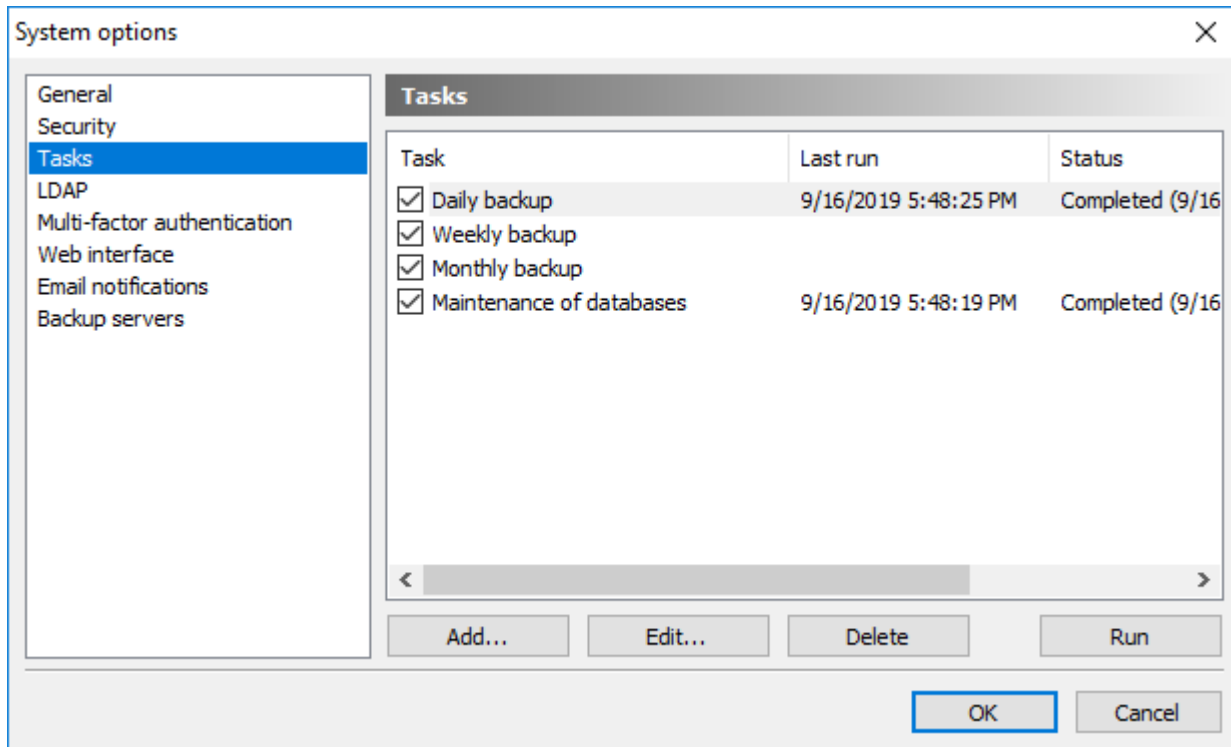 System options
General
Security
Tasks
LDAP
Multi-factor authentication
Web interface
Email notifications
Backup servers
Tasks
Task Last run Status
Daily backup 9/16/2019 5:48:25 PM Completed (9/16
Weekly backup
Monthly backup
Maintenance of databases 9/16/2019 5:48:19 PM Completed (9/16
Add... Edit... Delete Run
OK Cancel